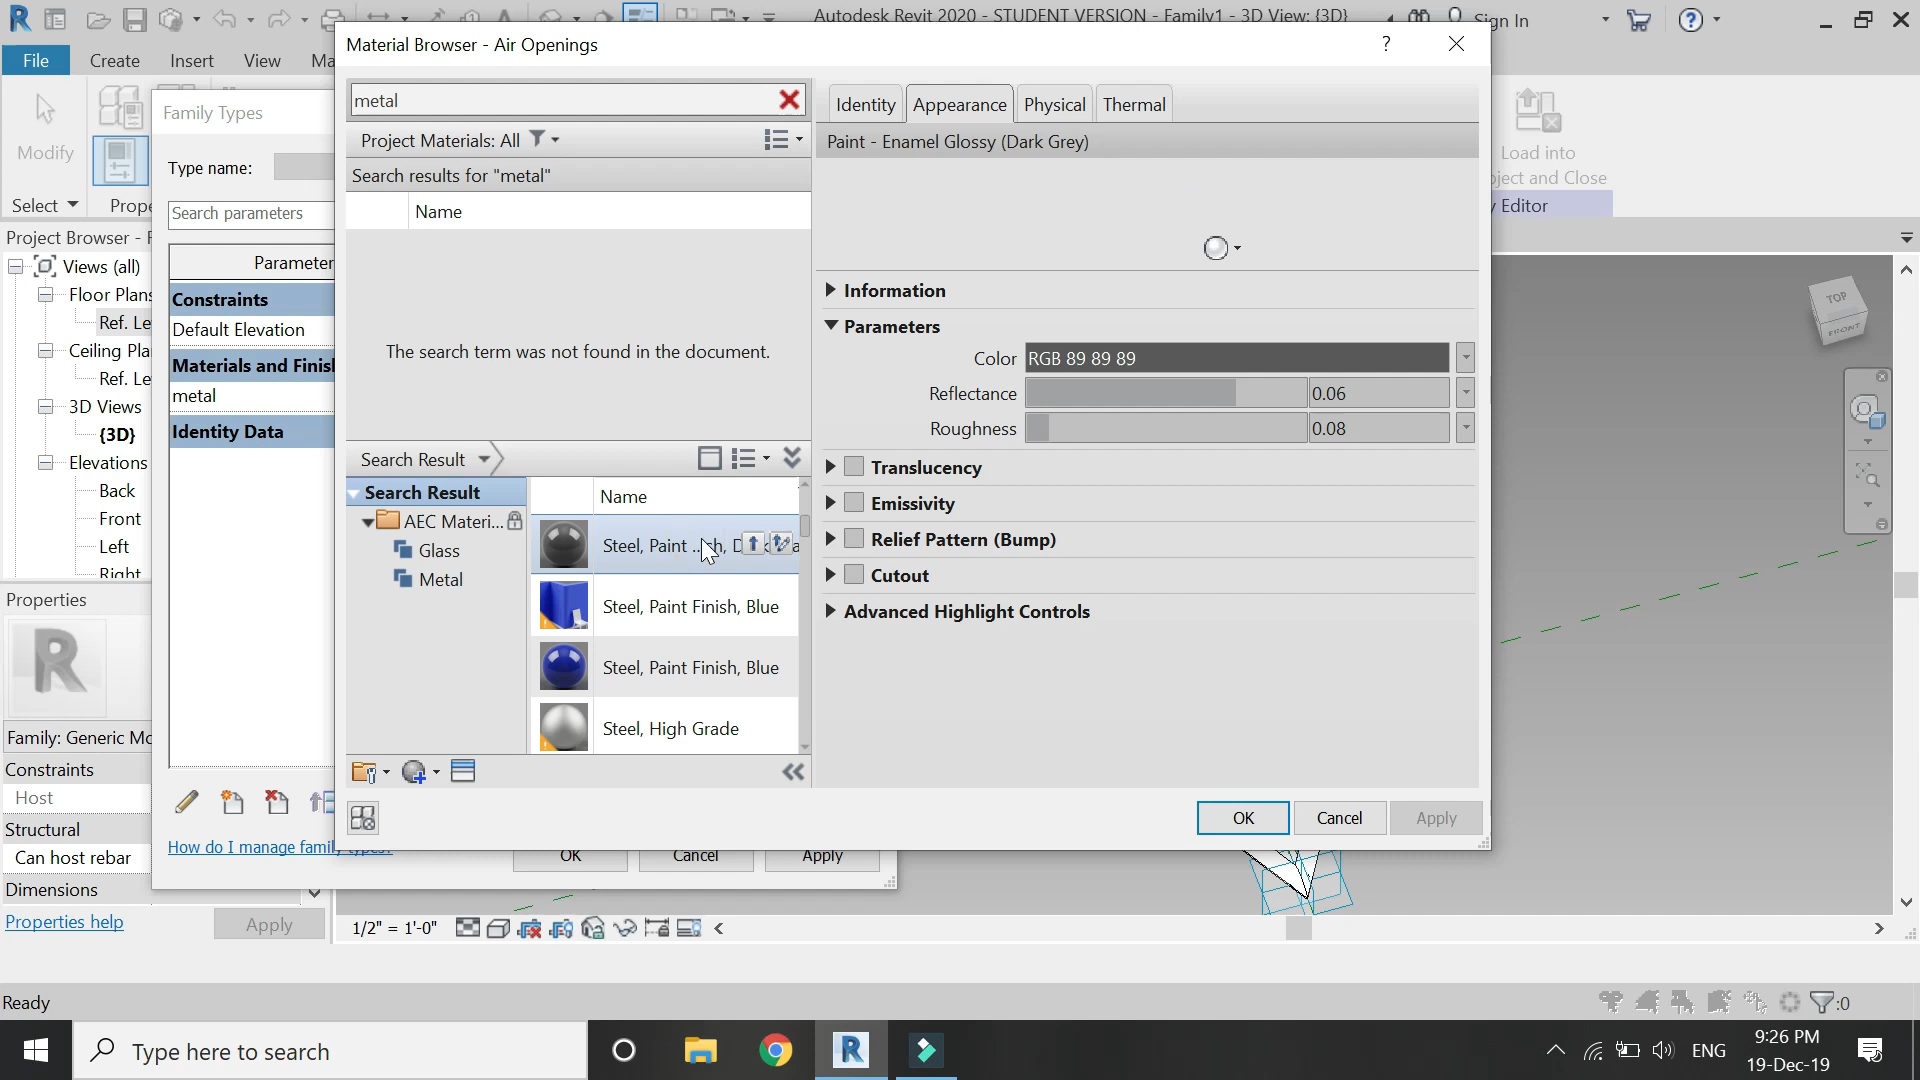 Autodesk Revit 2020 - STUDENT VERSION - Family1 - 3D View: {3D}
Sign In
File
Create
Insert
View
Modify
Select
Load into
Editor
Family Types
Type name:
Search parameters
Constraints
Default Elevation
metal
Identity Data
How do I manage family types?
OK
Cancel
Apply
Material Browser - Air Openings
?
metal
Project Materials: All
Search results for "metal"
Name
The search term was not found in the document.
Search Result
Search Result
AEC Materi...
Glass
Metal
Name
Steel, Paint
Steel, Paint Finish, Blue
Steel, Paint Finish, Blue
Steel, High Grade
Identity
Appearance
Physical
Thermal
Paint - Enamel Glossy (Dark Grey)
Information
Parameters
Color
RGB 89 89 89
Reflectance
0.06
Roughness
0.08
Translucency
Emissivity
Relief Pattern (Bump)
Cutout
Advanced Highlight Controls
OK
Cancel
Apply
Project Browser -
Views (all)
Floor Plans
Ref. Le
Ceiling Pla
Ref. Le
3D Views
{3D}
Elevations
Back
Front
Left
Right
Properties
R
Family: Generic Mo
Constraints
Host
Structural
Can host rebar
Dimensions
Properties help
Apply
TOP
FRONT
1/2" = 1'-0"
Ready
:0
Type here to search
ENG
9:26 PM
19-Dec-19